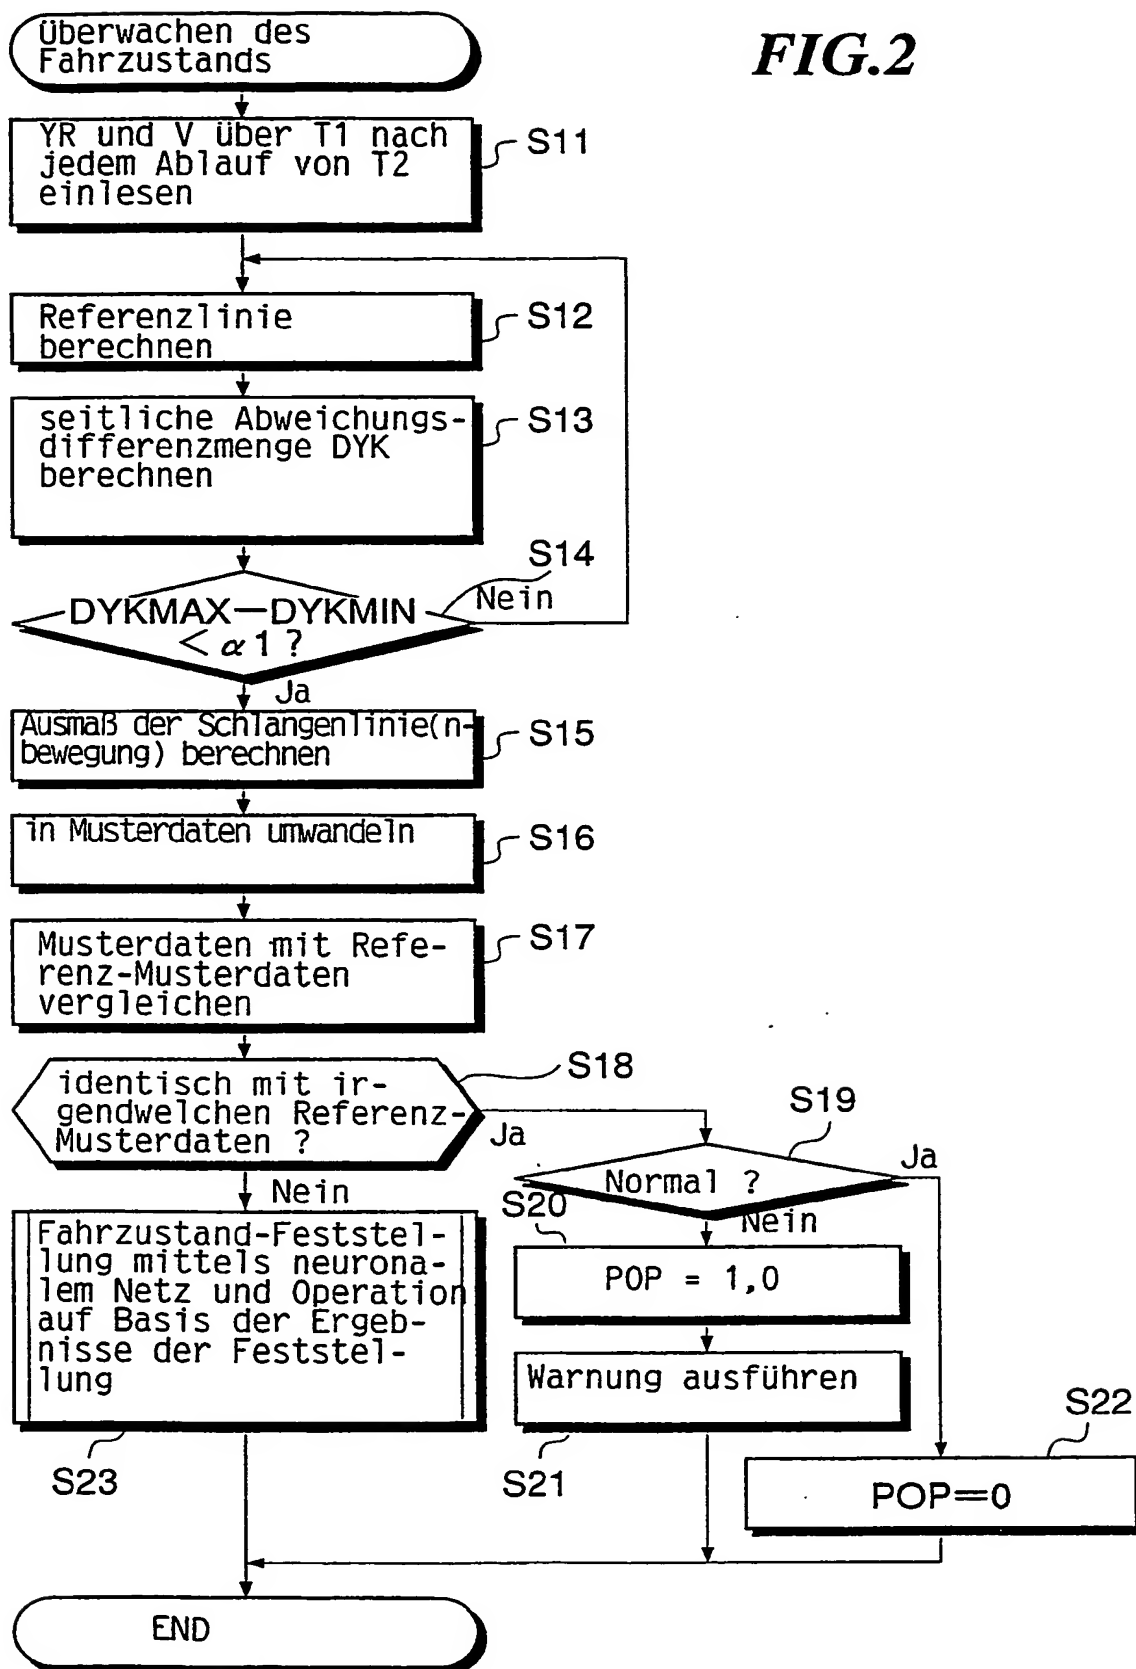 FIG.2
Überwachen des
Fahrzustands
YR und V über T1 nach
jedem Ablauf von T2
einlesen
S11
Referenzlinie
berechnen
S12
seitliche Abweichungs-
differenzmenge DYK
berechnen
S13
S14
DYKMAX—DYKMIN
< α1 ?
Nein
Ja
Ausmaß der Schlangenlinie(n-
bewegung) berechnen
S15
in Musterdaten umwandeln
S16
Musterdaten mit Refe-
renz-Musterdaten
vergleichen
S17
identisch mit ir-
gendwelchen Referenz-
Musterdaten ?
S18
Ja
Nein
S19
Normal ?
Ja
Nein
S20
POP = 1,0
Warnung ausführen
S21
S22
POP=0
Fahrzustand-Feststel-
lung mittels neurona-
lem Netz und Operation
auf Basis der Ergeb-
nisse der Feststel-
lung
S23
END